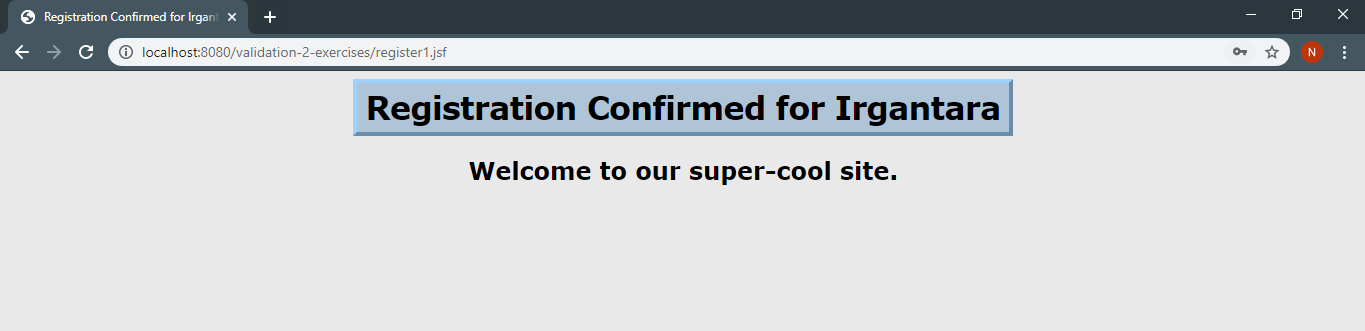 Registration Confirmed for Irgant
localhost:8080/validation-2-exercises/register1.jsf
N
Registration Confirmed for Irgantara
Welcome to our super-cool site.